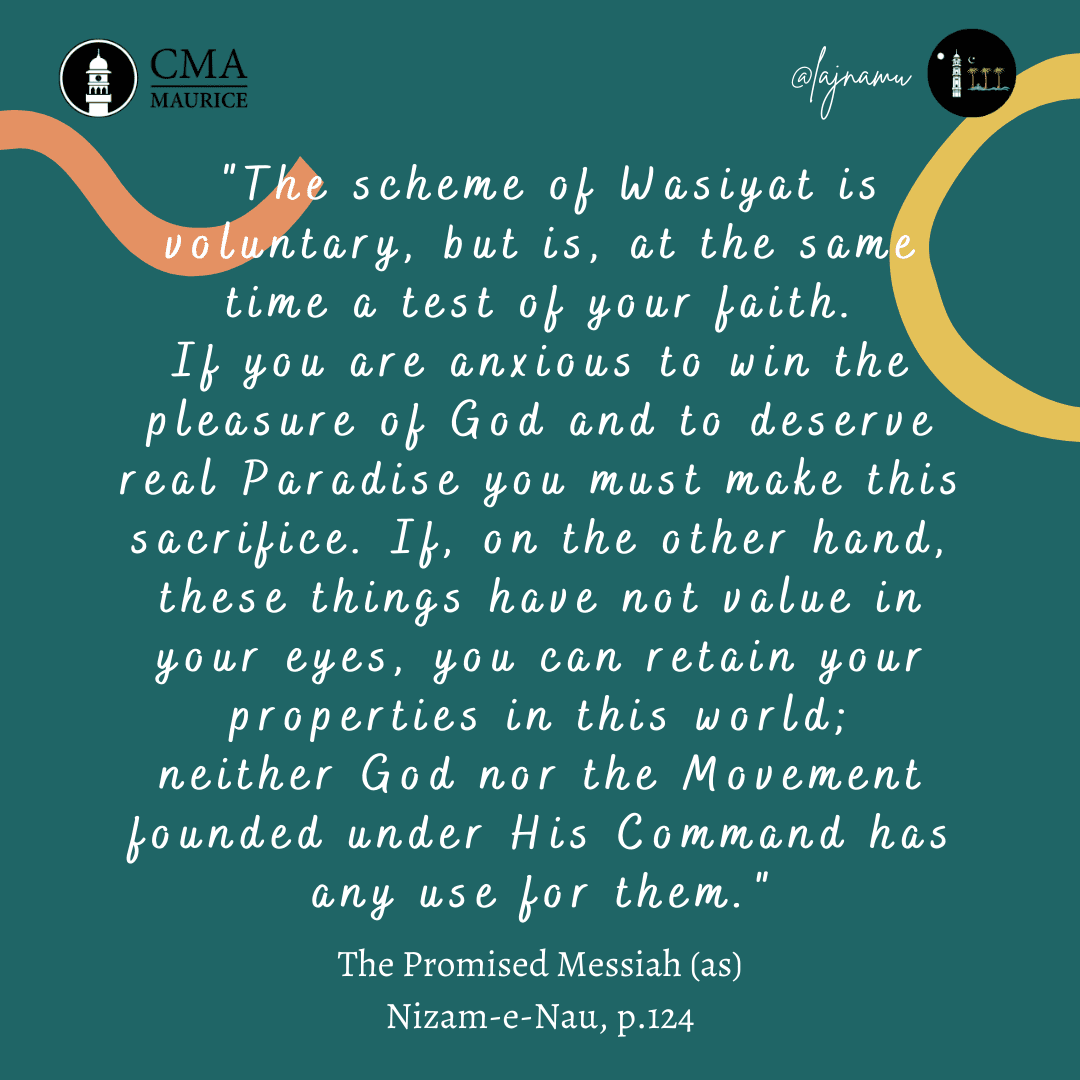 CMA
MAURICE
@lajnamu
"The scheme of Wasiyat is
voluntary, but is, at the same
time a test of your faith.
If you are anxious to win the
pleasure of God and to deserve
real Paradise you must make this
sacrifice. If, on the other hand,
these things have not value in
your eyes, you can retain your
properties in this world;
neither God nor the Movement
founded under His Command has
any use for them."
The Promised Messiah (as)
Nizam-e-Nau, p.124